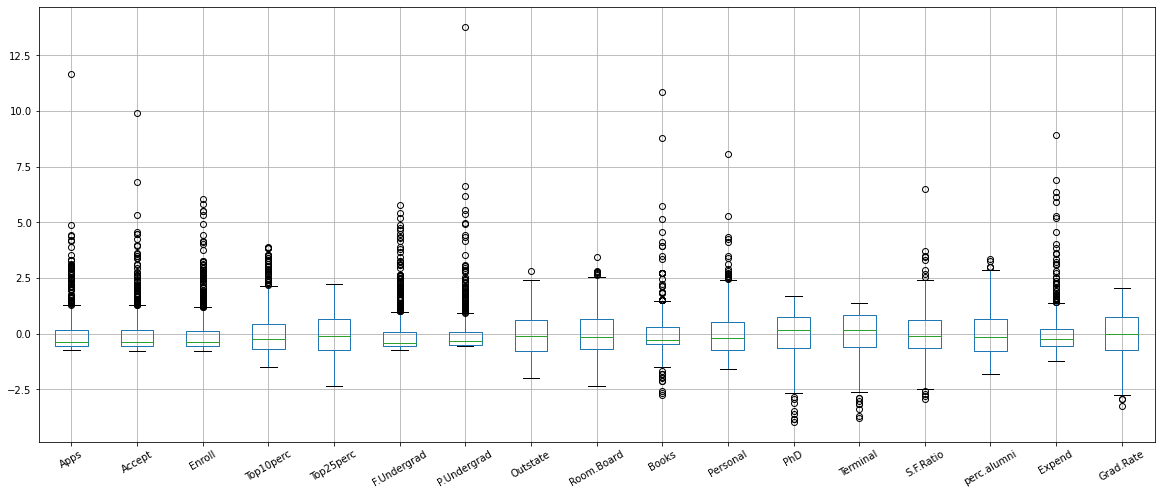 12.5
10.0
7.5
5.0
2.5
0.0
−2.5
Apps
Accept
Enroll
Top10perc
Top25perc
F.Undergrad
P.Undergrad
Outstate
Room.Board
Books
Personal
PhD
Terminal
S.F.Ratio
perc.alumni
Expend
Grad.Rate